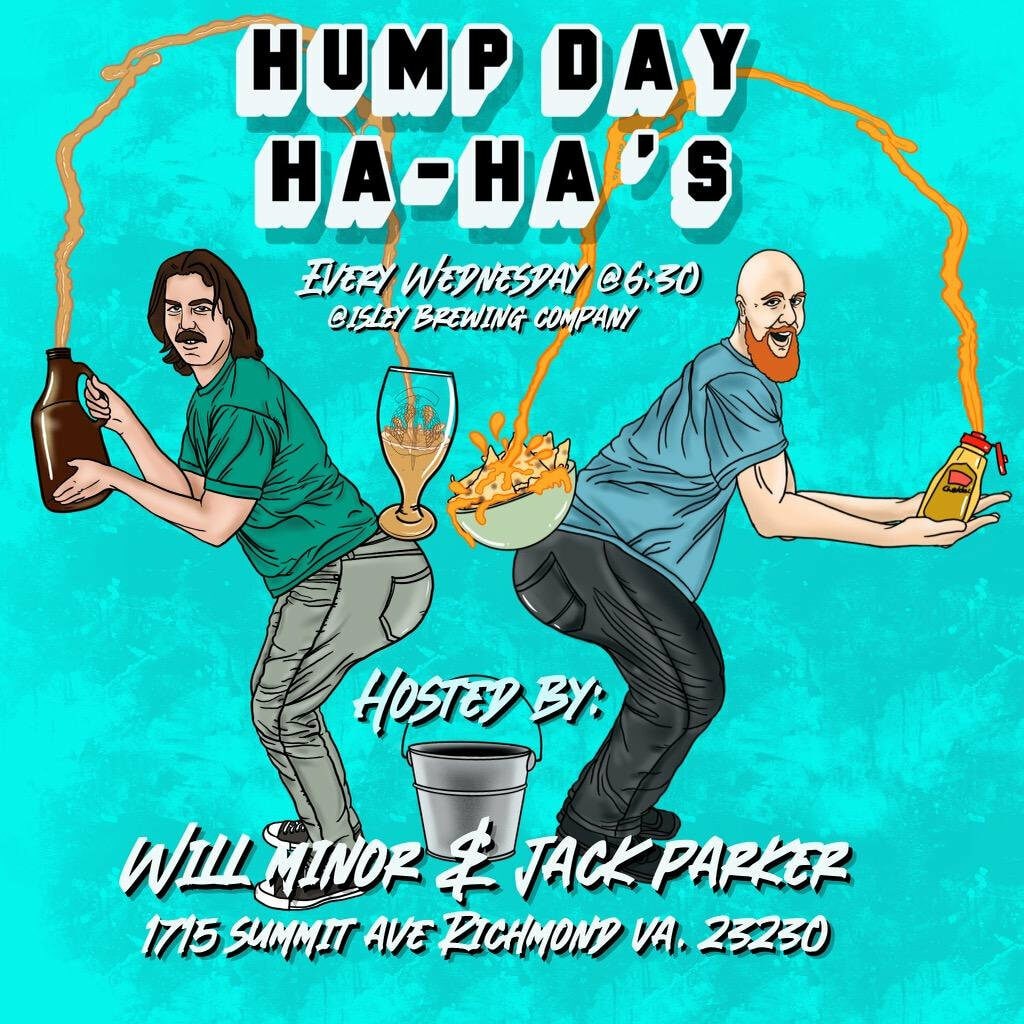 HUMP DAY
HA-HA'S
EVERY WEDNESDAY @6:30
@ISLEY BREWING COMPANY
HOSTED BY:
WILL MINOR & JACK PARKER
1715 SUMMIT AVE RICHMOND VA. 23230